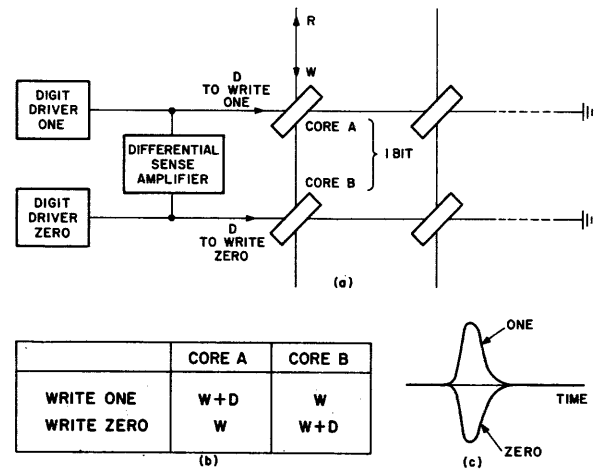 R
W
DIGIT
DRIVER
ONE
D
TO WRITE
ONE
CORE A
DIFFERENTIAL
SENSE
AMPLIFIER
1 BIT
CORE B
DIGIT
DRIVER
ZERO
D
TO WRITE
ZERO
(a)
CORE A CORE B
WRITE ONE W+D W
WRITE ZERO W W+D
(b)
ONE
TIME
ZERO
(c)